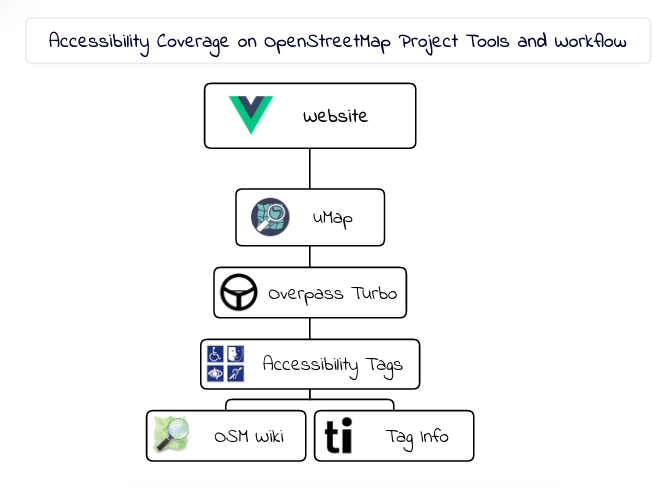 Accessibility Coverage on OpenStreetMap Project Tools and Workflow
Website
uMap
Overpass Turbo
Accessibility Tags
OSM Wiki
ti
Tag Info